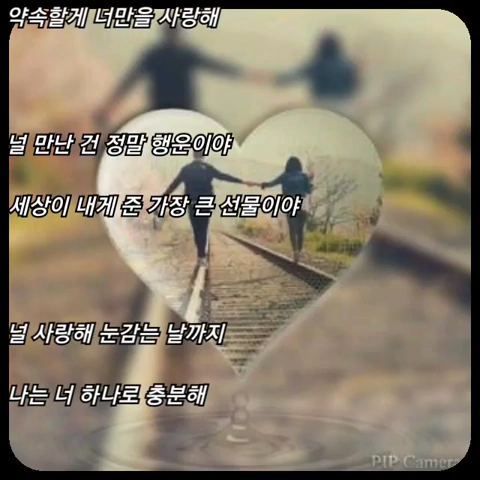 약속할게 너만을 사랑해
널 만난 건 정말 행운이야
세상이 내게 준 가장 큰 선물이야
널 사랑해 눈감는 날까지
나는 너 하나로 충분해
PIP Camera